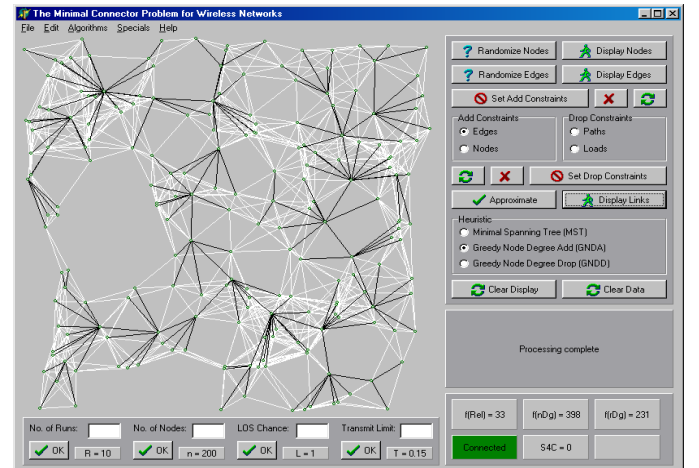 The Minimal Connector Problem for Wireless Networks
File Edit Algorithms Specials Help
? Randomize Nodes
Display Nodes
? Randomize Edges
Display Edges
Set Add Constraints
Add Constraints
Drop Constraints
Edges
Paths
Nodes
Loads
Set Drop Constraints
Approximate
Display Links
Heuristic
Minimal Spanning Tree (MST)
Greedy Node Degree Add (GNDA)
Greedy Node Degree Drop (GNDD)
Clear Display
Clear Data
Processing complete
f(Rel) = 33
f(nDg) = 398
f(rDg) = 231
Connected
S4C = 0
No. of Runs:
No. of Nodes:
LOS Chance:
Transmit Limit:
OK
R = 10
OK
n = 200
OK
L = 1
OK
T = 0.15